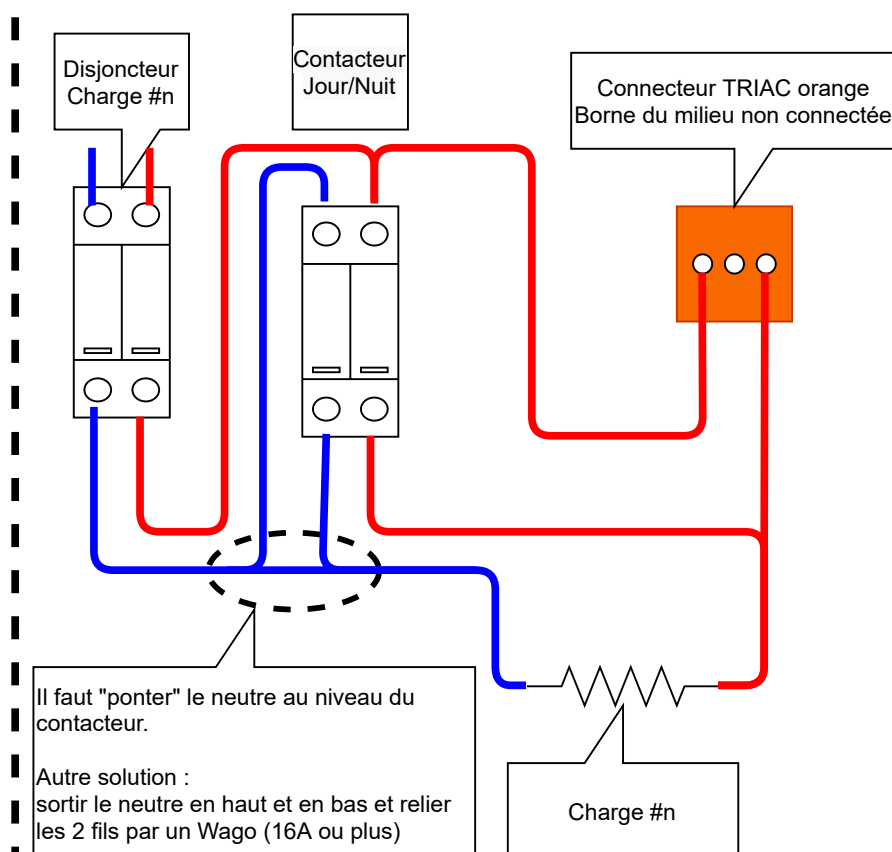 Disjoncteur
Charge #n
Contacteur
Jour/Nuit
Connecteur TRIAC orange
Borne du milieu non connectée
Il faut "ponter" le neutre au niveau du
contacteur.
Autre solution :
sortir le neutre en haut et en bas et relier
les 2 fils par un Wago (16A ou plus)
Charge #n